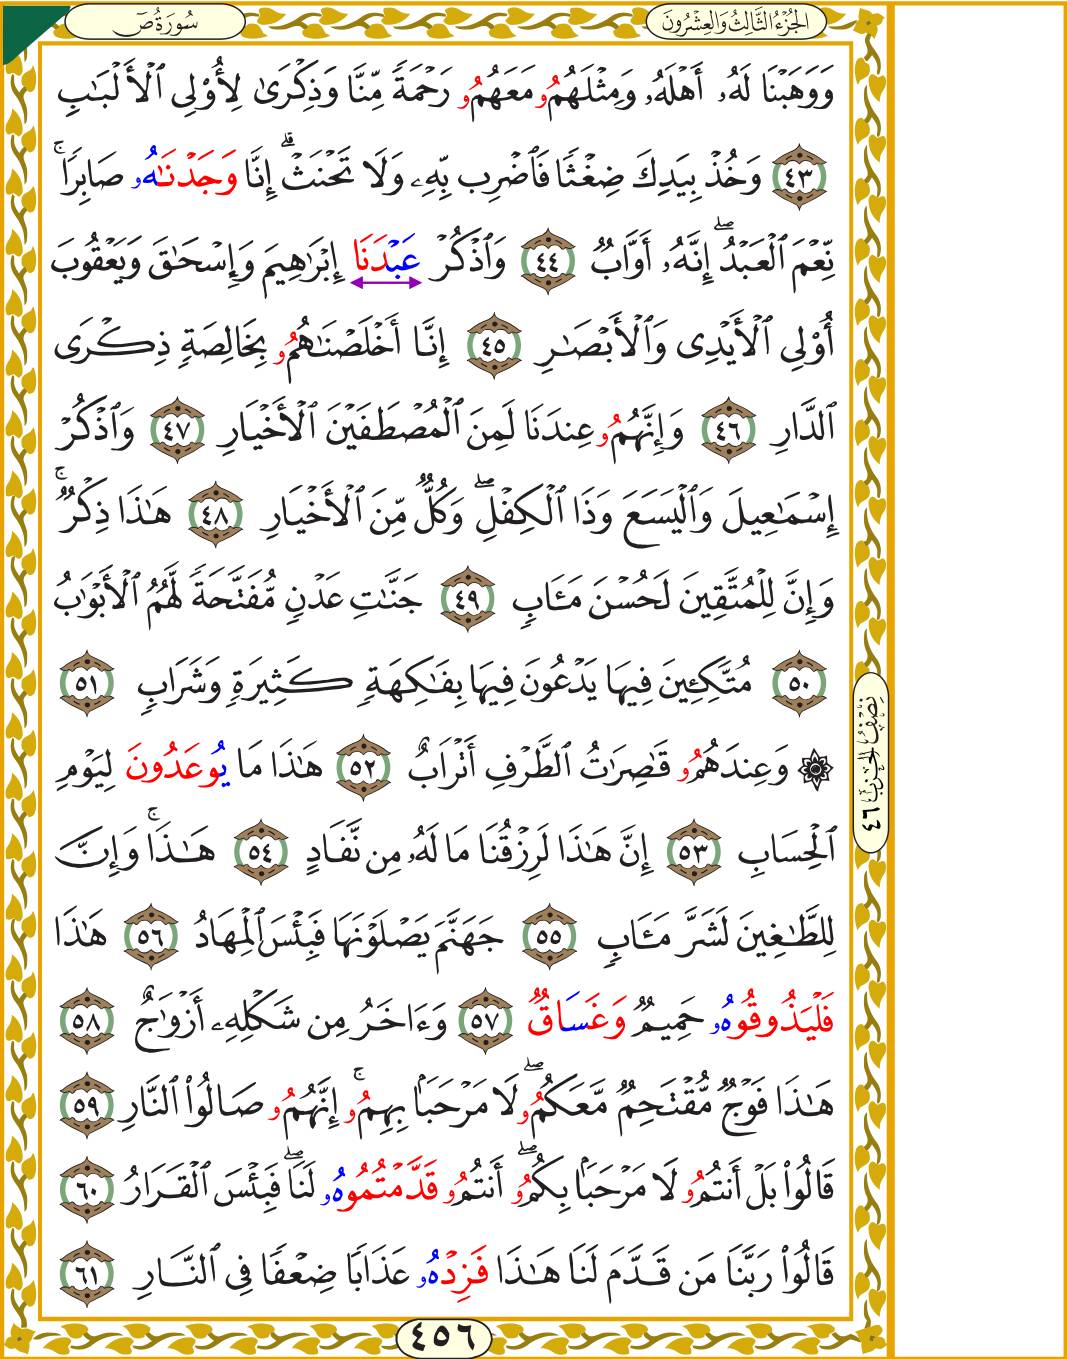 سُورَةُ صٓ
الجُزْءُ الثَّالِثُ وَالعِشْرُونَ
وَوَهَبْنَا لَهُۥ أَهْلَهُۥ وَمِثْلَهُمُۥ مَعَهُمُۥ رَحْمَةً مِّنَّا وَذِكْرَىٰ لِأُوْلِى ٱلْأَلْبَٰبِ
٤٣ وَخُذْ بِيَدِكَ ضِغْثًا فَٱضْرِب بِّهِۦ وَلَا تَحْنَثْ ۗ إِنَّا وَجَدْنَٰهُۥ صَابِرًا ۚ
نِّعْمَ ٱلْعَبْدُ ۖ إِنَّهُۥ أَوَّابٌ ٤٤ وَٱذْكُرْ عَبْدَنَا إِبْرَٰهِيمَ وَإِسْحَٰقَ وَيَعْقُوبَ
أُوْلِى ٱلْأَيْدِى وَٱلْأَبْصَٰرِ ٤٥ إِنَّا أَخْلَصْنَٰهُمُۥ بِخَالِصَةٍ ذِكْرَى
ٱلدَّارِ ٤٦ وَإِنَّهُمُۥ عِندَنَا لَمِنَ ٱلْمُصْطَفَيْنَ ٱلْأَخْيَارِ ٤٧ وَٱذْكُرْ
إِسْمَٰعِيلَ وَٱلْيَسَعَ وَذَا ٱلْكِفْلِ ۖ وَكُلٌّ مِّنَ ٱلْأَخْيَارِ ٤٨ هَٰذَا ذِكْرٌ ۚ
وَإِنَّ لِلْمُتَّقِينَ لَحُسْنَ مَـَٔابٍ ٤٩ جَنَّٰتِ عَدْنٍ مُّفَتَّحَةً لَّهُمُ ٱلْأَبْوَٰبُ
٥٠ مُتَّكِـِٔينَ فِيهَا يَدْعُونَ فِيهَا بِفَٰكِهَةٍ كَثِيرَةٍ وَشَرَابٍ ٥١
۞ وَعِندَهُمُۥ قَٰصِرَٰتُ ٱلطَّرْفِ أَتْرَابٌ ٥٢ هَٰذَا مَا يُوعَدُونَ لِيَوْمِ
ٱلْحِسَابِ ٥٣ إِنَّ هَٰذَا لَرِزْقُنَا مَا لَهُۥ مِن نَّفَادٍ ٥٤ هَٰذَا ۚ وَإِنَّ
لِلطَّٰغِينَ لَشَرَّ مَـَٔابٍ ٥٥ جَهَنَّمَ يَصْلَوْنَهَا فَبِئْسَ ٱلْمِهَادُ ٥٦ هَٰذَا
فَلْيَذُوقُوهُۥ حَمِيمٌ وَغَسَاقٌ ٥٧ وَءَاخَرُ مِن شَكْلِهِۦ أَزْوَٰجٌ ٥٨
هَٰذَا فَوْجٌ مُّقْتَحِمٌ مَّعَكُمُۥ ۖ لَا مَرْحَبًا بِهِمُۥ ۚ إِنَّهُمُۥ صَالُواْ ٱلنَّارِ ٥٩
قَالُواْ بَلْ أَنتُمُۥ لَا مَرْحَبًا بِكُمُۥ ۖ أَنتُمُۥ قَدَّمْتُمُوهُۥ لَنَا ۖ فَبِئْسَ ٱلْقَرَارُ ٦٠
قَالُواْ رَبَّنَا مَن قَدَّمَ لَنَا هَٰذَا فَزِدْهُۥ عَذَابًا ضِعْفًا فِى ٱلنَّارِ ٦١
نِصْفُ الحِزْبِ ٤٦
٤٥٦